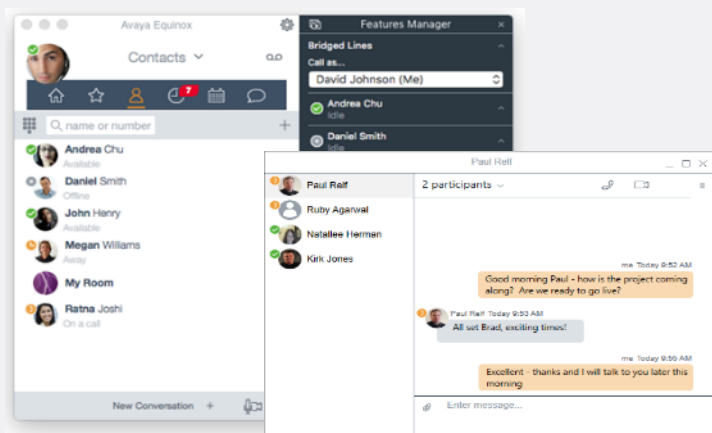 Avaya Equinox
Contacts
7
name or number
Andrea Chu
Available
Daniel Smith
Offline
John Henry
Available
Megan Williams
Away
My Room
Ratna Joshi
On a call
New Conversation +
Features Manager
Bridged Lines
Call as...
David Johnson (Me)
Andrea Chu
Idle
Daniel Smith
Idle
Paul Relf
Paul Relf
Ruby Agarwal
Natallee Herman
Kirk Jones
2 participants
me Today 9:52 AM
Good morning Paul - how is the project coming
along? Are we ready to go live?
Paul Relf Today 9:53 AM
All set Brad, exciting times!
me Today 9:55 AM
Excellent - thanks and I will talk to you later this
morning
Enter message...